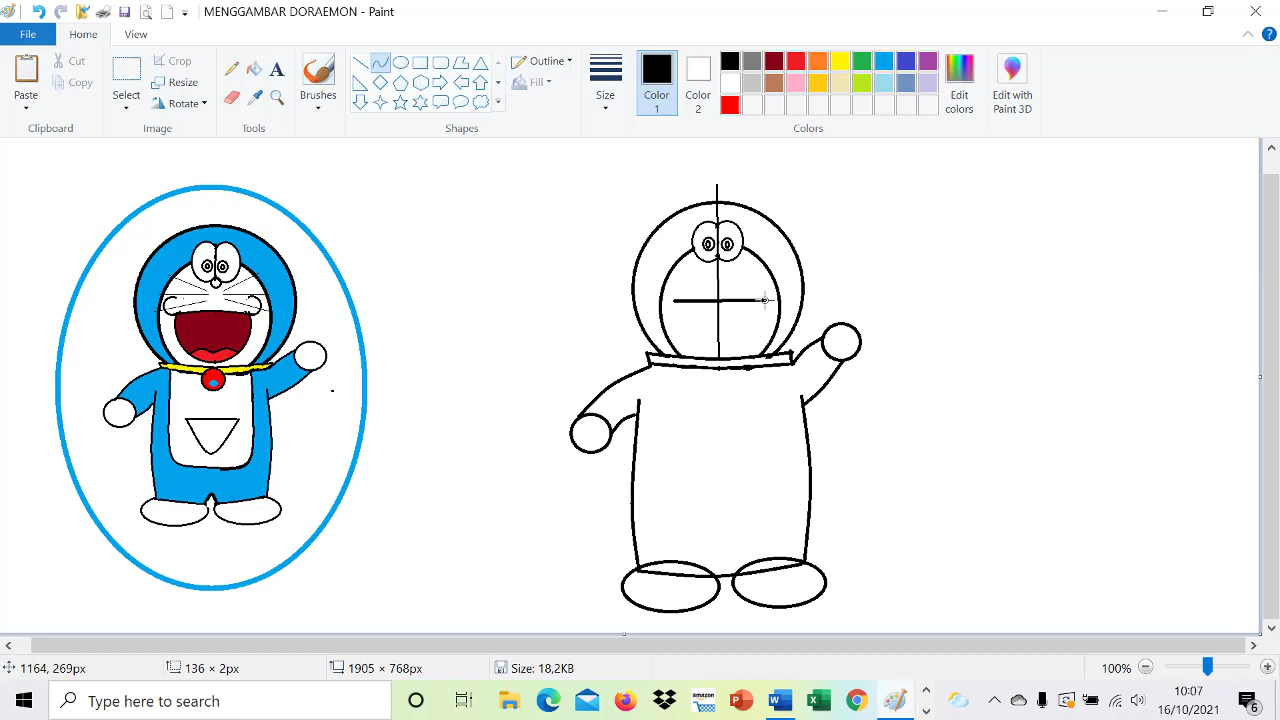 MENGGAMBAR DORAEMON - Paint
File
Home
View
Paste
Cut
Copy
Clipboard
Select
Crop
Resize
Rotate
Image
A
Tools
Brushes
Outline
Fill
Shapes
Size
Color
1
Color
2
Edit
colors
Colors
Edit with
Paint 3D
1164, 269px
136 × 2px
1905 × 768px
Size: 18.2KB
100%
Type here to search
amazon
10:07
16/10/2021
6